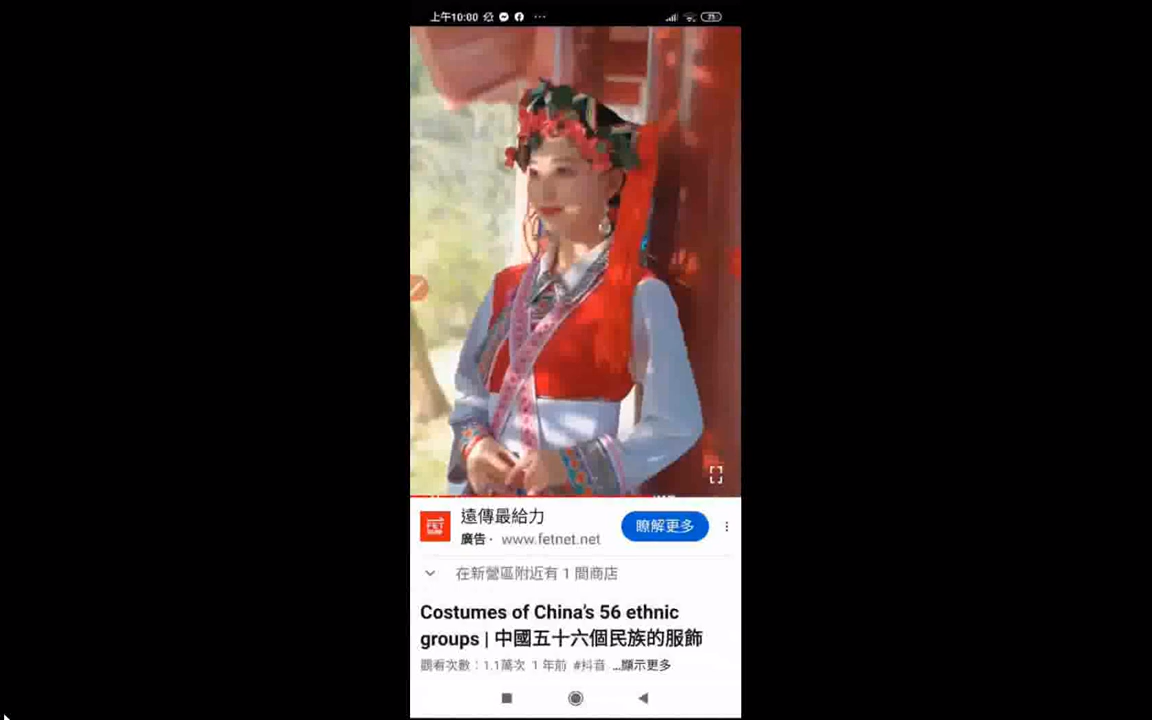 上午10:00
75
遠傳最給力
廣告· www.fetnet.net
瞭解更多
在新營區附近有 1 間商店
Costumes of China's 56 ethnic
groups | 中國五十六個民族的服飾
觀看次數：1.1萬次 1 年前 #抖音 ...顯示更多